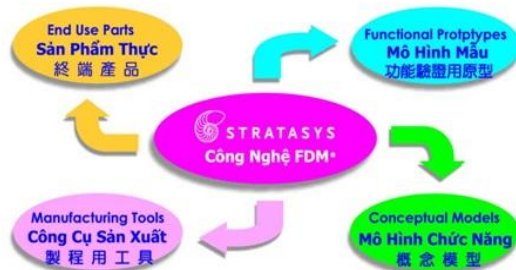 End Use Parts
Sản Phẩm Thực
終端產品
Functional Protptypes
Mô Hình Mẫu
功能驗證用原型
STRATASYS
Công Nghệ FDM®
Manufacturing Tools
Công Cụ Sản Xuất
製程用工具
Conceptual Models
Mô Hình Chức Năng
概念模型